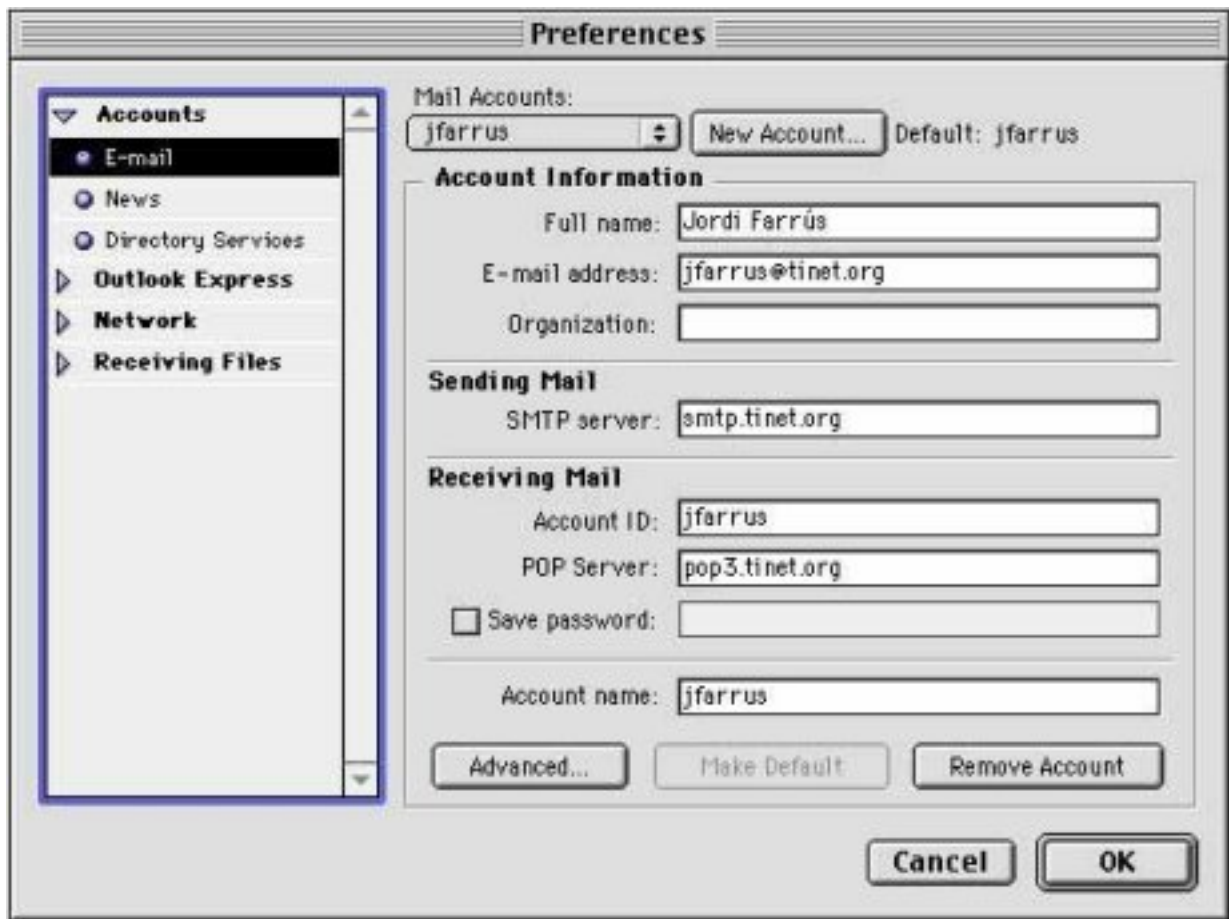 Preferences
Accounts
E-mail
News
Directory Services
Outlook Express
Network
Receiving Files
Mail Accounts:
jfarrus New Account... Default: jfarrus
Account Information
Full name: Jordi Farrús
E-mail address: jfarrus@tinet.org
Organization:
Sending Mail
SMTP server: smtp.tinet.org
Receiving Mail
Account ID: jfarrus
POP Server: pop3.tinet.org
Save password:
Account name: jfarrus
Advanced... Make Default Remove Account
Cancel OK